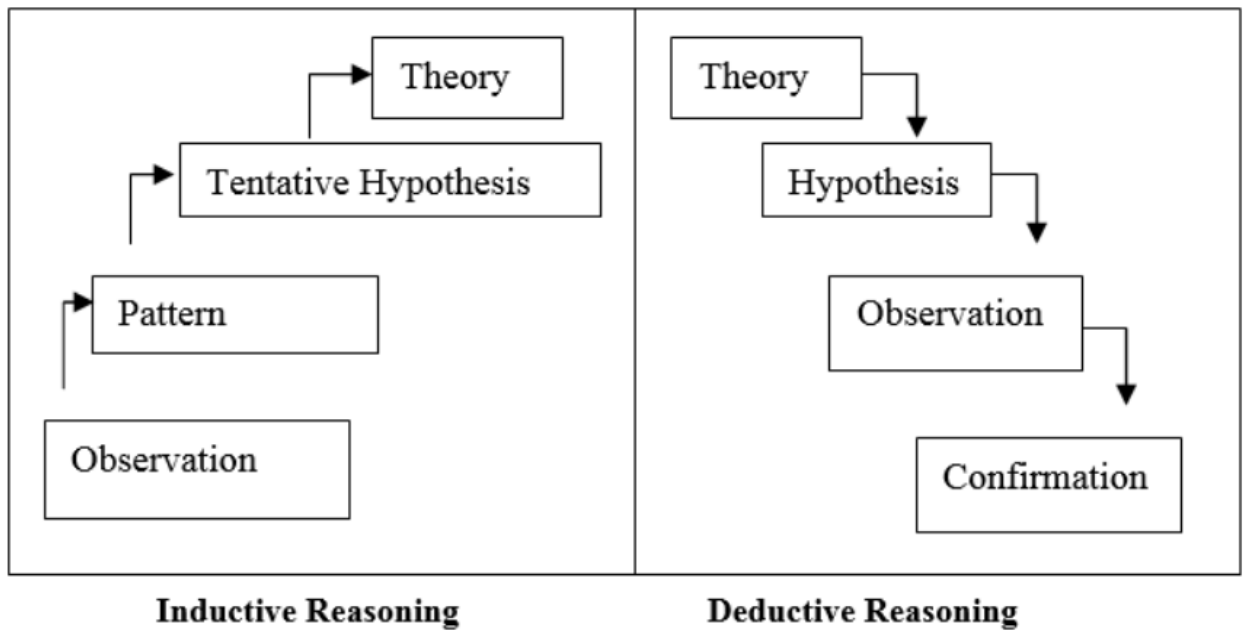 Theory
Tentative Hypothesis
Pattern
Observation
Theory
Hypothesis
Observation
Confirmation
Inductive Reasoning
Deductive Reasoning